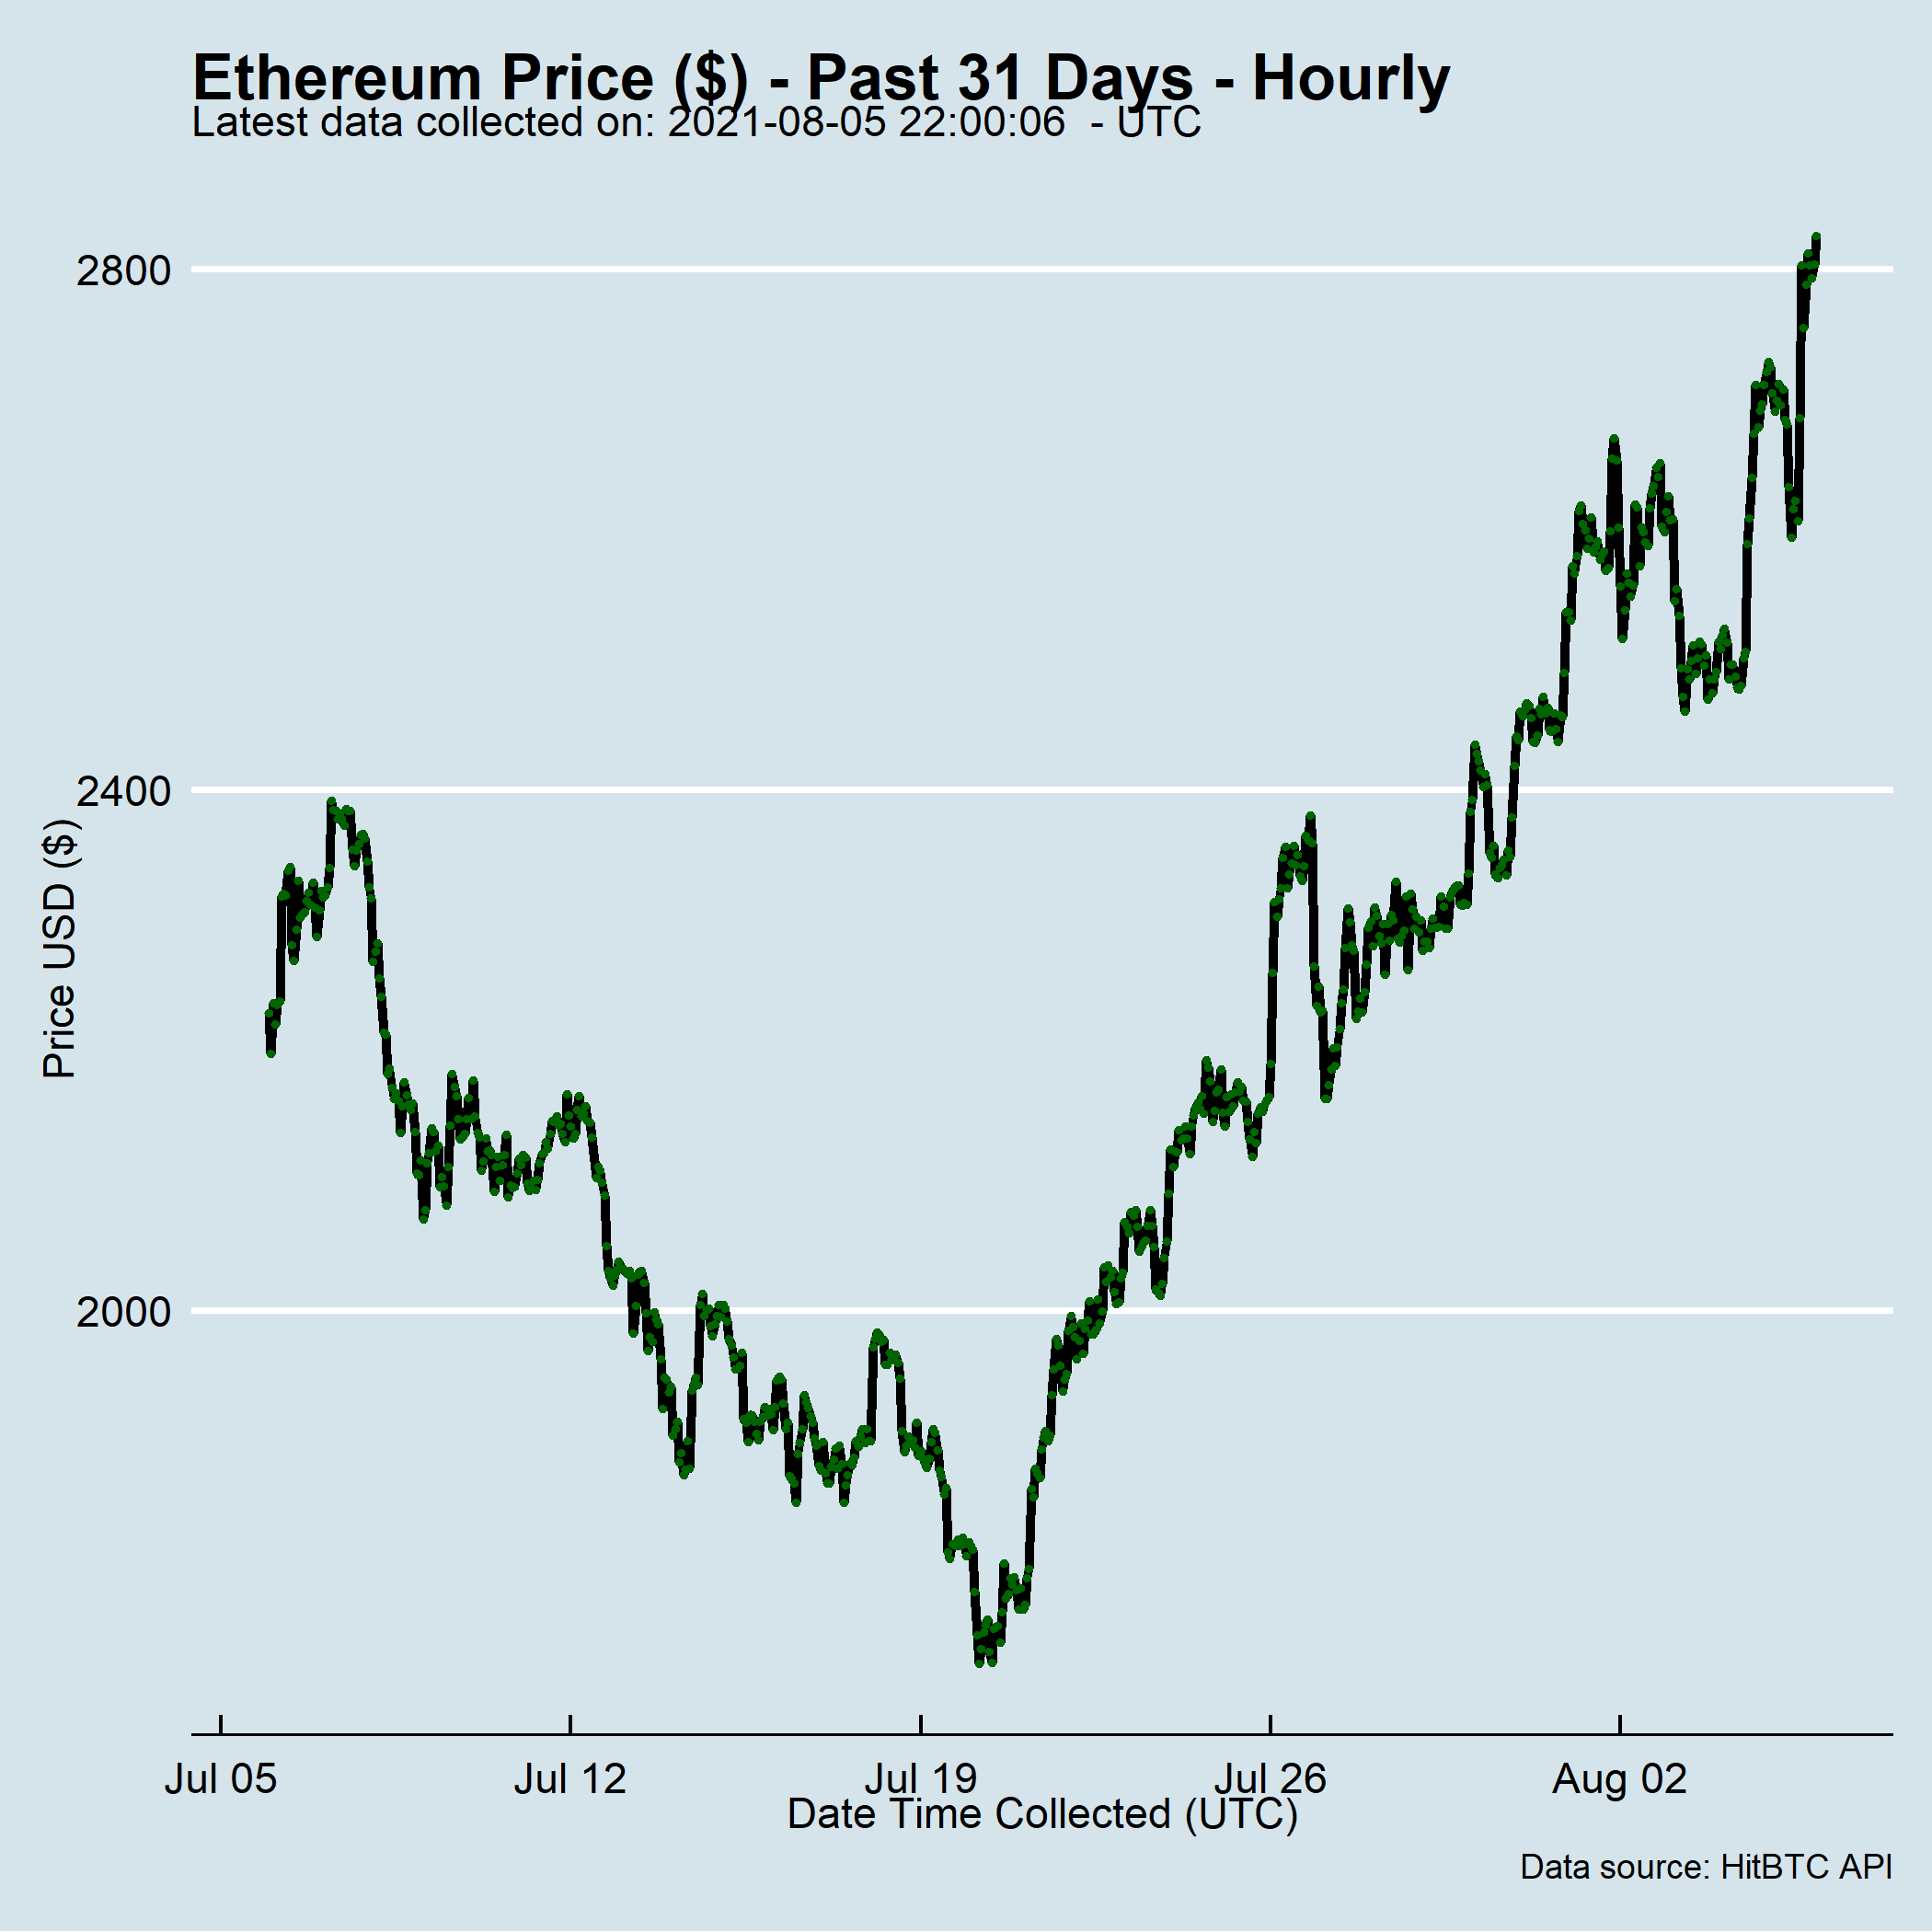 Ethereum Price ($) - Past 31 Days - Hourly
Latest data collected on: 2021-08-05 22:00:06  - UTC
2800
2400
2000
Price USD ($)
Jul 05
Jul 12
Jul 19
Jul 26
Aug 02
Date Time Collected (UTC)
Data source: HitBTC API